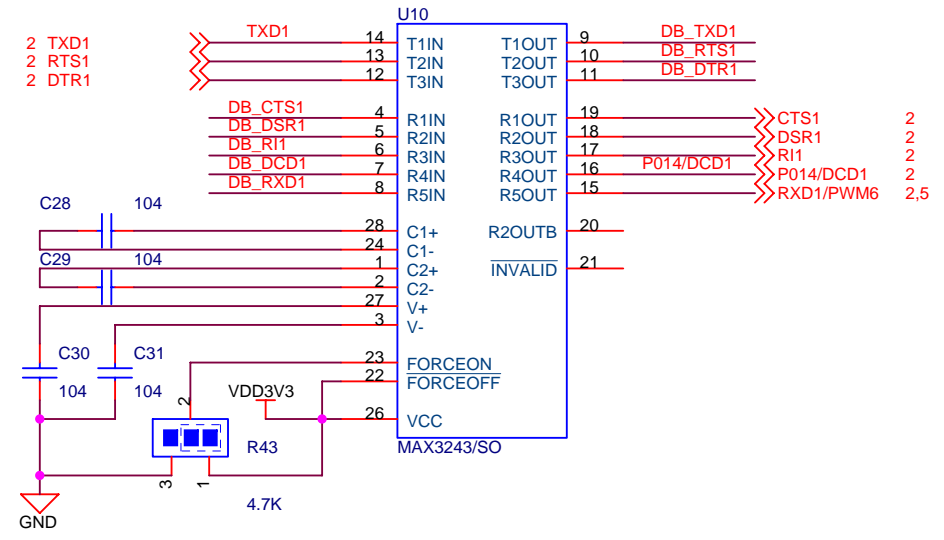 U10
2 TXD1 TXD1 14 T1IN T1OUT 9 DB_TXD1
2 RTS1 13 T2IN T2OUT 10 DB_RTS1
2 DTR1 12 T3IN T3OUT 11 DB_DTR1
DB_CTS1 4 R1IN R1OUT 19 CTS1 2
DB_DSR1 5 R2IN R2OUT 18 DSR1 2
DB_RI1 6 R3IN R3OUT 17 RI1 2
DB_DCD1 7 R4IN R4OUT 16 P014/DCD1 P014/DCD1 2
DB_RXD1 8 R5IN R5OUT 15 RXD1/PWM6 2,5
C28 104
28 C1+ R2OUTB 20
24 C1-
C29 104
1 C2+ INVALID 21
2 C2-
27 V+
3 V-
C30 C31
23 FORCEON
22 FORCEOFF
104 104
2 VDD3V3
26 VCC
R43
MAX3243/SO
3 1
4.7K
GND